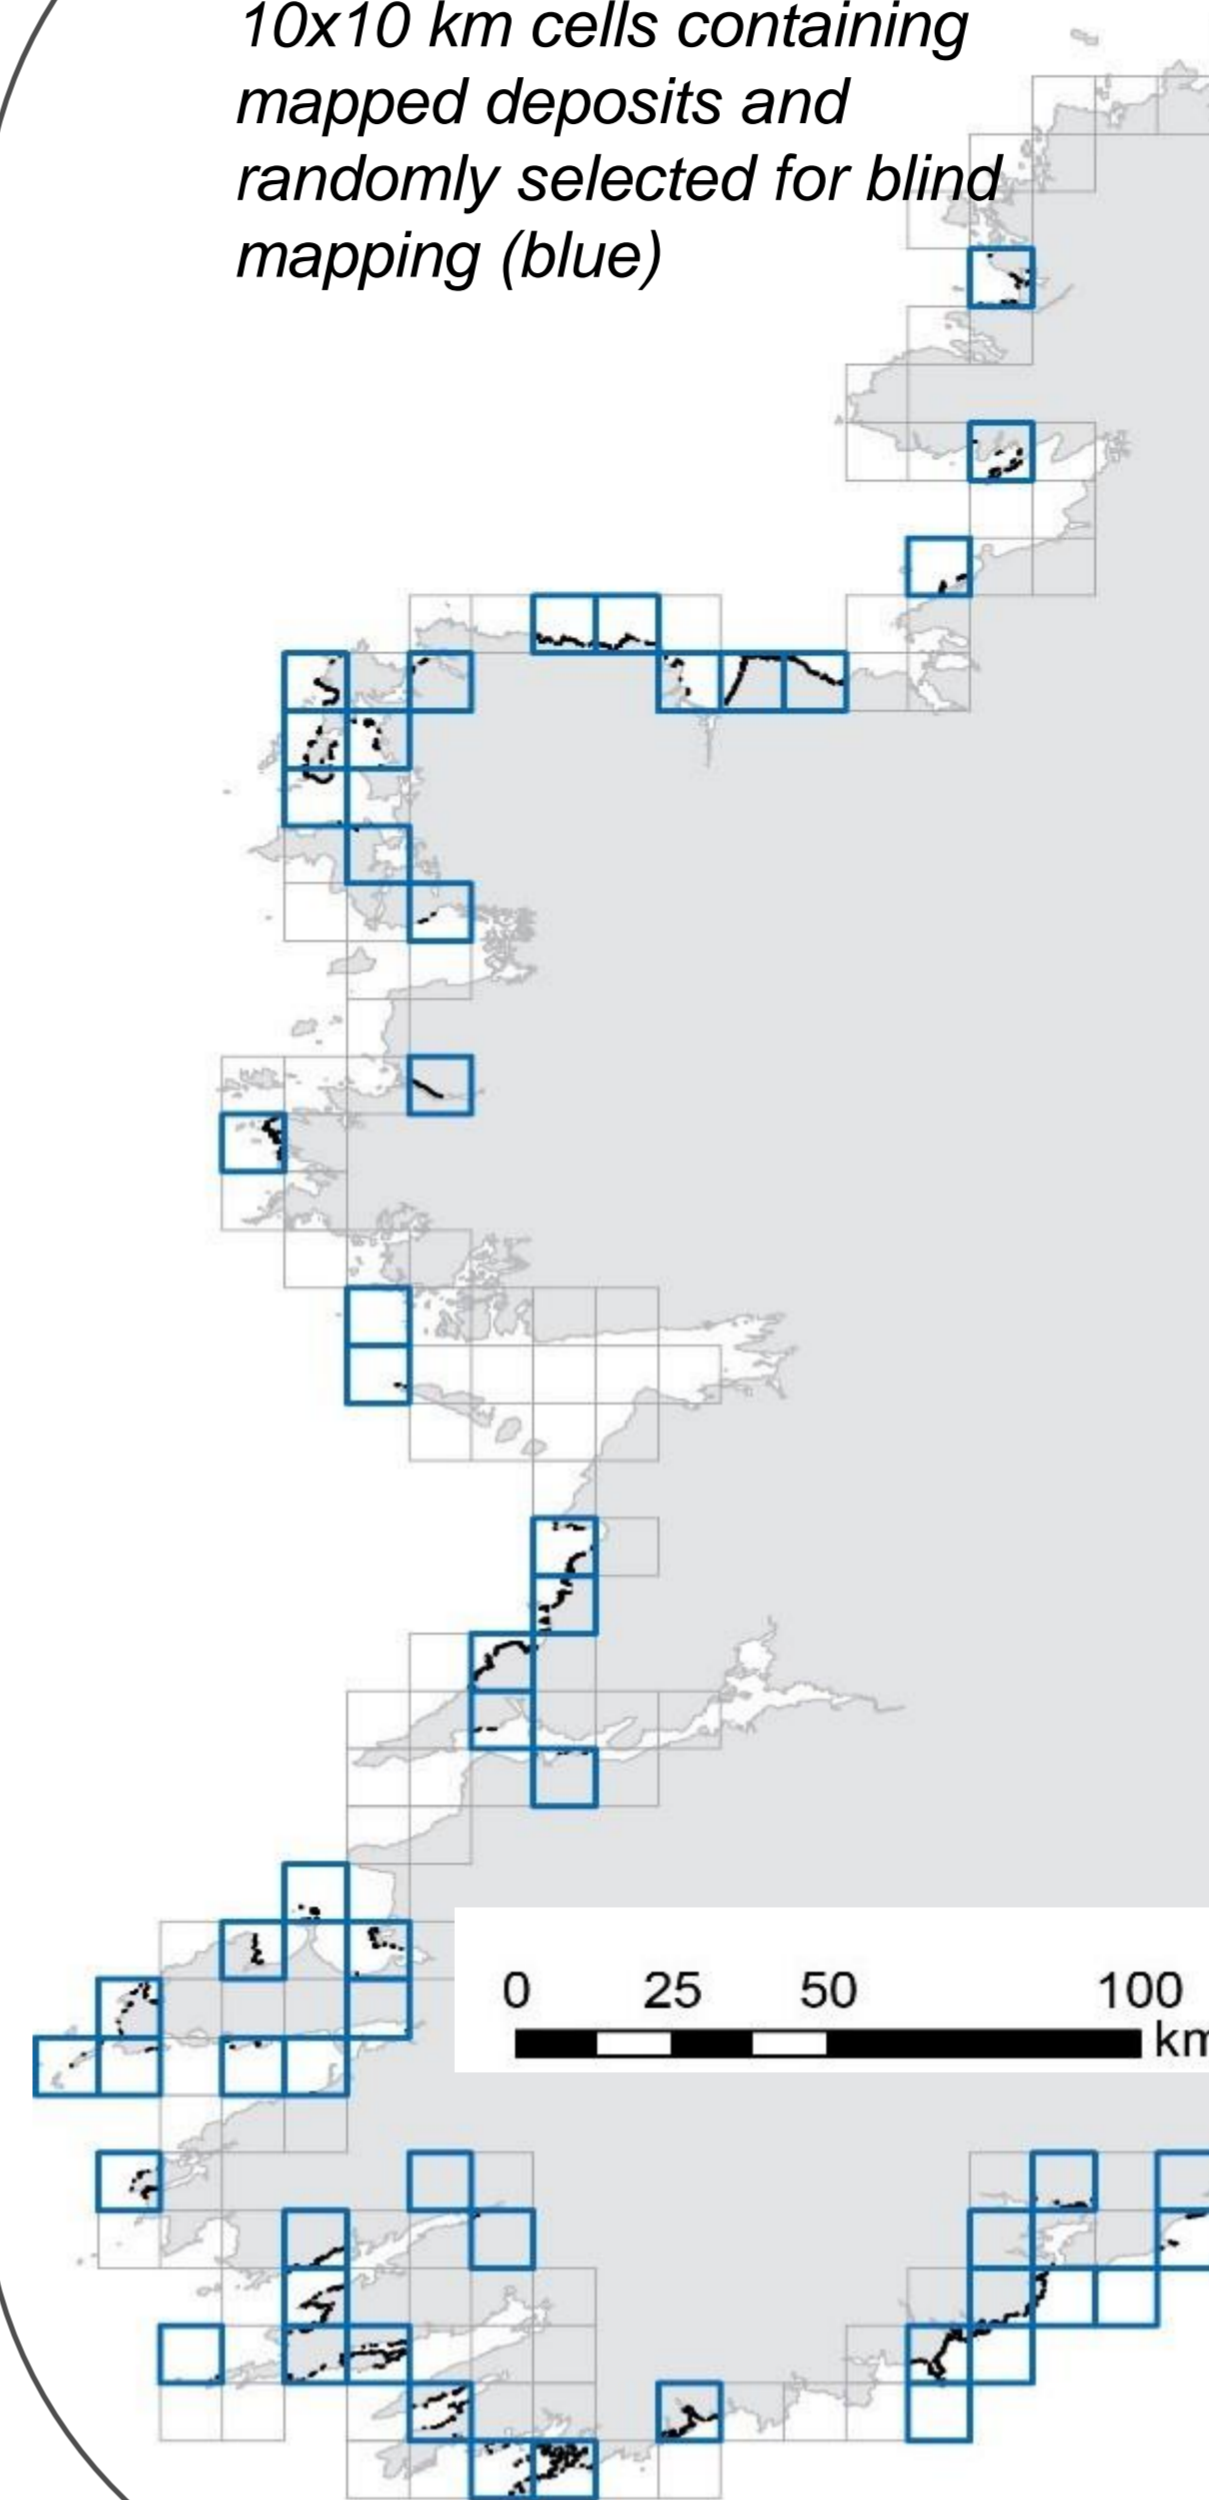 10x10 km cells containing
mapped deposits and
randomly selected for blind
mapping (blue)
0 25 50 100
km